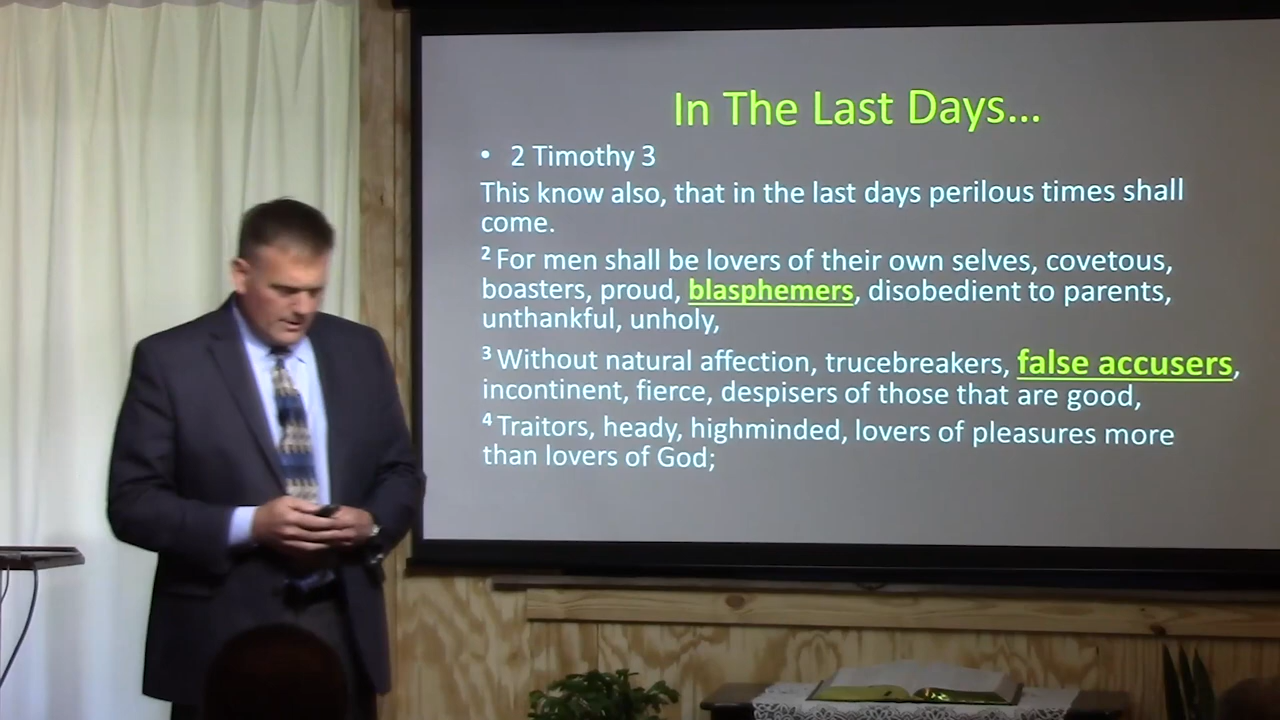 In The Last Days...
• 2 Timothy 3
This know also, that in the last days perilous times shall
come.
2 For men shall be lovers of their own selves, covetous,
boasters, proud, blasphemers, disobedient to parents,
unthankful, unholy,
3 Without natural affection, trucebreakers, false accusers,
incontinent, fierce, despisers of those that are good,
4 Traitors, heady, highminded, lovers of pleasures more
than lovers of God;